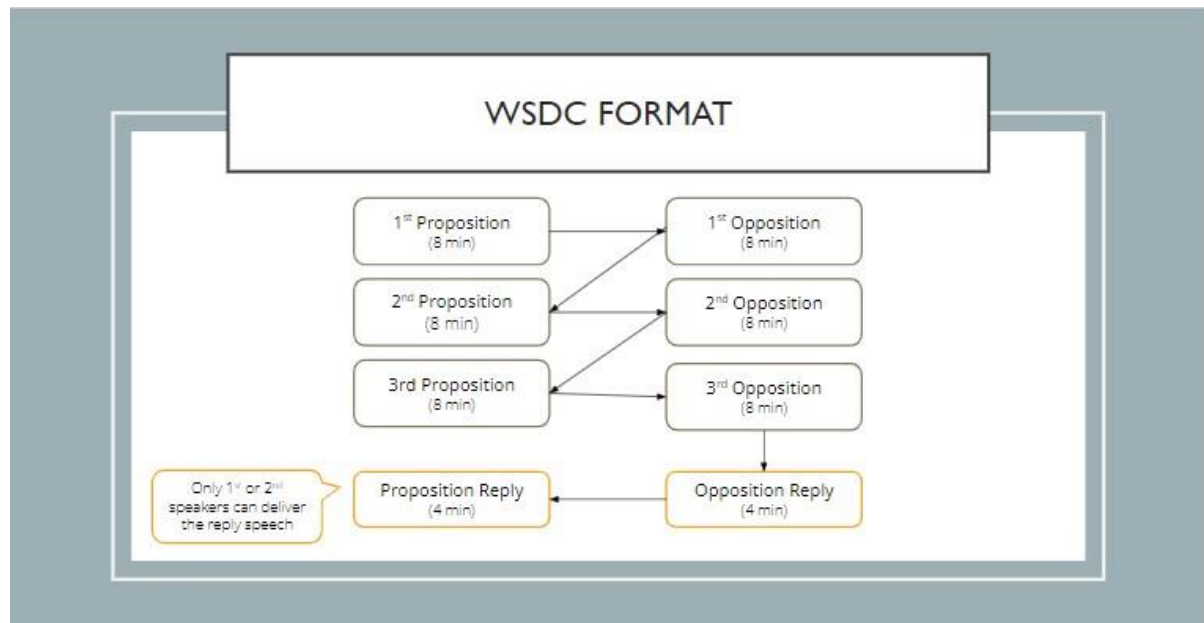 WSDC FORMAT
1st Proposition
(8 min)
1st Opposition
(8 min)
2nd Proposition
(8 min)
2nd Opposition
(8 min)
3rd Proposition
(8 min)
3rd Opposition
(8 min)
Only 1st or 2nd
speakers can deliver
the reply speech
Proposition Reply
(4 min)
Opposition Reply
(4 min)